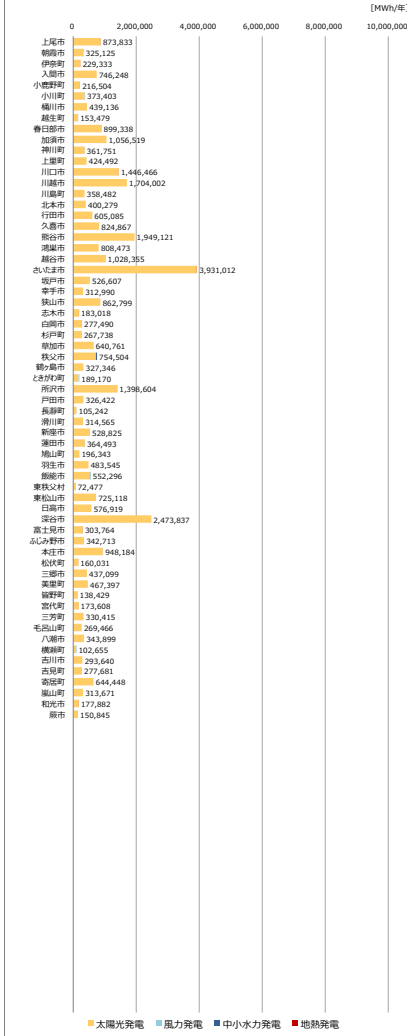 [MWh/年]
0 2,000,000 4,000,000 6,000,000 8,000,000 10,000,000
上尾市 873,833
朝霞市 325,125
伊奈町 229,333
入間市 746,248
小鹿野町 216,504
小川町 373,403
桶川市 439,136
越生町 153,479
春日部市 899,338
加須市 1,056,519
神川町 361,751
上里町 424,492
川口市 1,446,466
川越市 1,704,002
川島町 358,482
北本市 400,279
行田市 605,085
久喜市 824,867
熊谷市 1,949,121
鴻巣市 808,473
越谷市 1,028,355
さいたま市 3,931,012
坂戸市 526,607
幸手市 312,990
狭山市 862,799
志木市 183,018
白岡市 277,490
杉戸町 267,738
草加市 640,761
秩父市 754,504
鶴ヶ島市 327,346
ときがわ町 189,170
所沢市 1,398,604
戸田市 326,422
長瀞町 105,242
滑川町 314,565
新座市 528,825
蓮田市 364,493
鳩山町 196,343
羽生市 483,545
飯能市 552,296
東秩父村 72,477
東松山市 725,118
日高市 576,919
深谷市 2,473,837
富士見市 303,764
ふじみ野市 342,713
本庄市 948,184
松伏町 160,031
三郷市 437,099
美里町 467,397
皆野町 138,429
宮代町 173,608
三芳町 330,415
毛呂山町 269,466
八潮市 343,899
横瀬町 102,655
吉川市 293,640
吉見町 277,681
寄居町 644,448
嵐山町 313,671
和光市 177,882
蕨市 150,845
太陽光発電 風力発電 中小水力発電 地熱発電